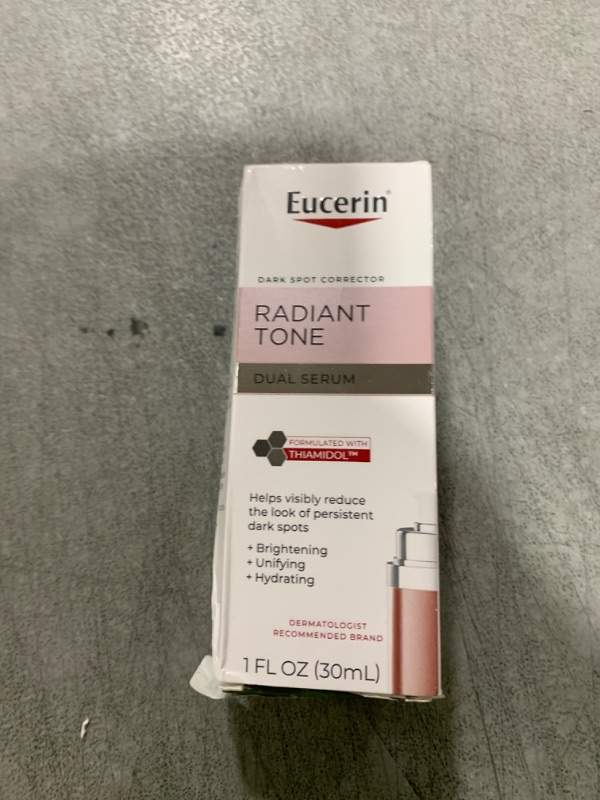 Eucerin®
DARK SPOT CORRECTOR
RADIANT
TONE
DUAL SERUM
FORMULATED WITH
THIAMIDOL™
Helps visibly reduce
the look of persistent
dark spots
+ Brightening
+ Unifying
+ Hydrating
DERMATOLOGIST
RECOMMENDED BRAND
1 FL OZ (30mL)